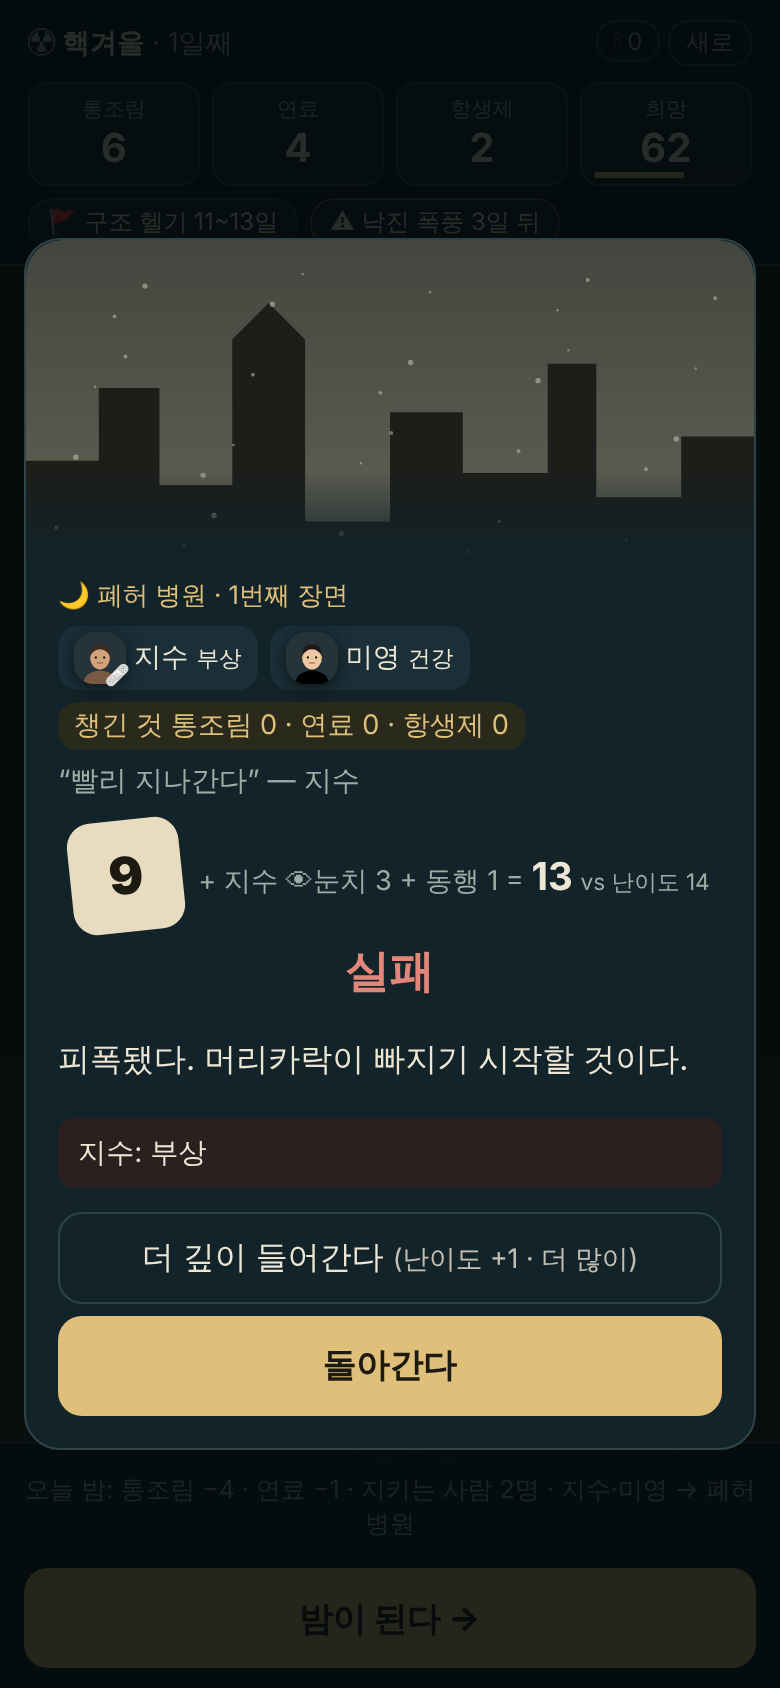 핵겨울 · 1일째
0
새로
통조림
연료
항생제
희망
6
4
2
62
구조 헬기 11~13일
낙진 폭풍 3일 뒤
폐허 병원 · 1번째 장면
지수 부상
미영 건강
챙긴 것 통조림 0 · 연료 0 · 항생제 0
“빨리 지나간다” — 지수
9 + 지수 눈치 3 + 동행 1 = 13 vs 난이도 14
실패
피폭됐다. 머리카락이 빠지기 시작할 것이다.
지수: 부상
더 깊이 들어간다 (난이도 +1 · 더 많이)
돌아간다
오늘 밤: 통조림 −4 · 연료 −1 · 지키는 사람 2명 · 지수·미영 → 폐허
병원
밤이 된다 →